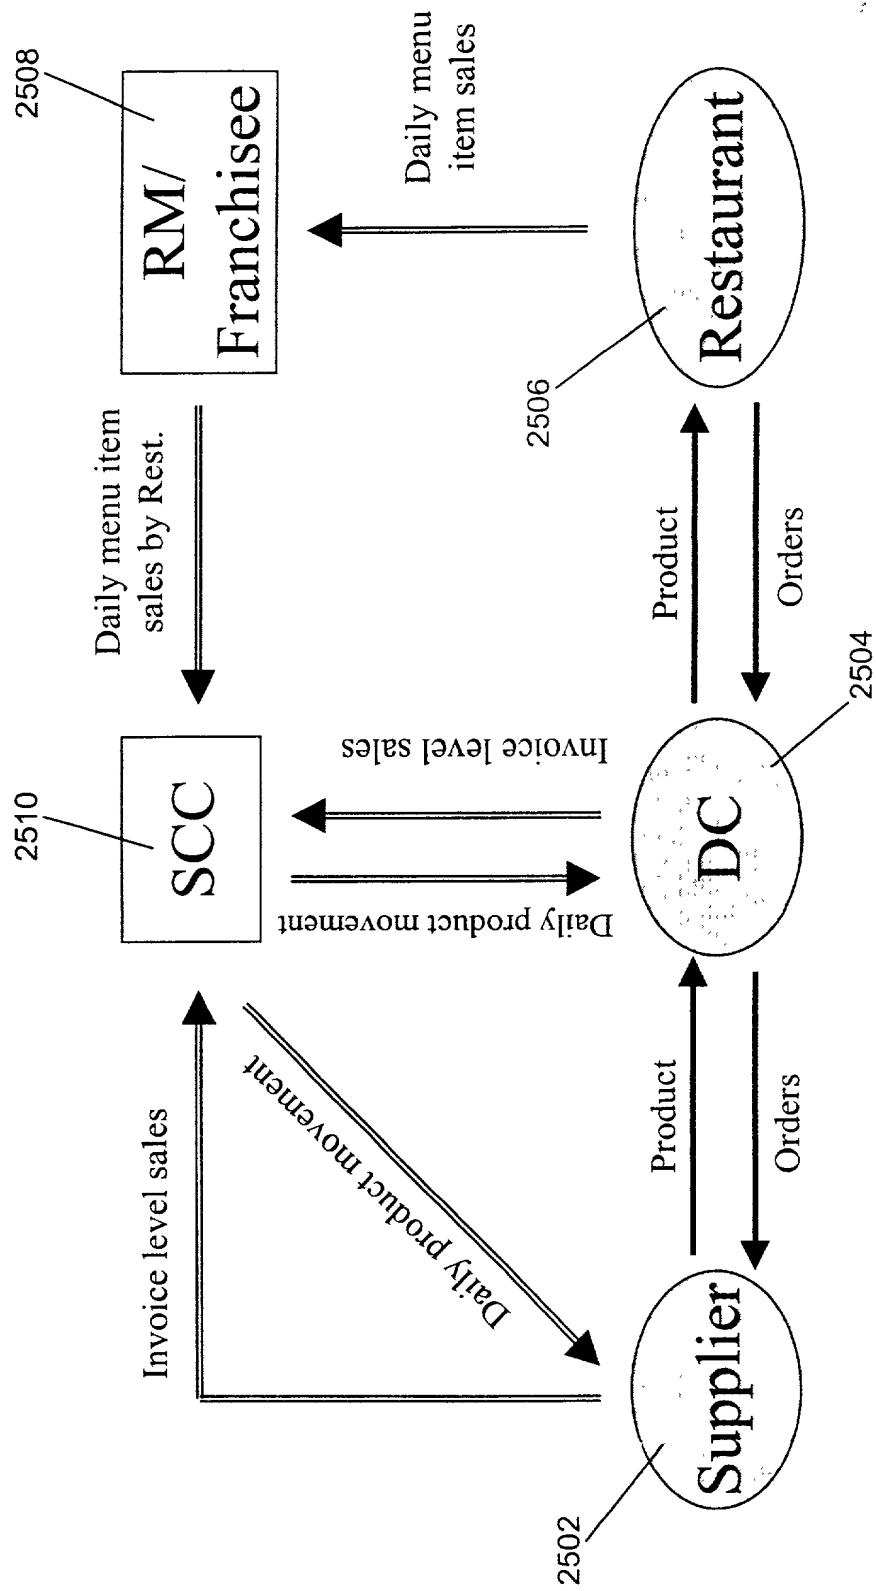 2510
2508
Invoice level sales
Daily menu item
sales by Rest.
SCC
RM/
Franchisee
Daily product movement
Daily product movement
Invoice level sales
Daily menu
item sales
2502
2506
Supplier
Product
DC
Product
Restaurant
Orders
Orders
2504